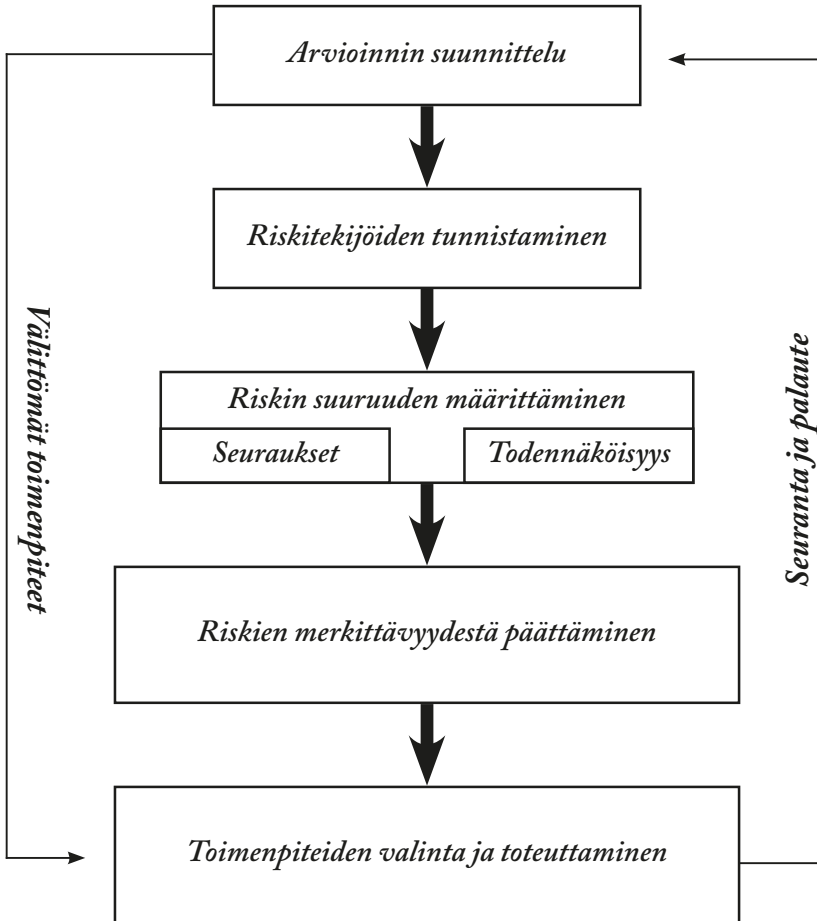 Arvioinnin suunnittelu
Riskitekijöiden tunnistaminen
Riskin suuruuden määrittäminen
Seuraukset
Todennäköisyys
Riskien merkittävyydestä päättäminen
Toimenpiteiden valinta ja toteuttaminen
Välittömät toimenpiteet
Seuranta ja palaute